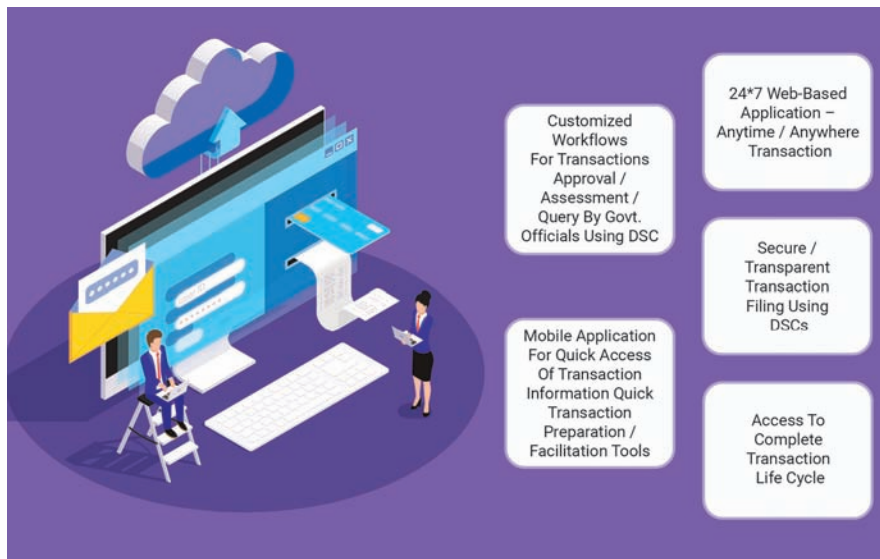 Customized
Workflows
For Transactions
Approval /
Assessment /
Query By Govt.
Officials Using DSC
Mobile Application
For Quick Access
Of Transaction
Information Quick
Transaction
Preparation /
Facilitation Tools
24*7 Web-Based
Application –
Anytime / Anywhere
Transaction
Secure /
Transparent
Transaction
Filing Using
DSCs
Access To
Complete
Transaction
Life Cycle